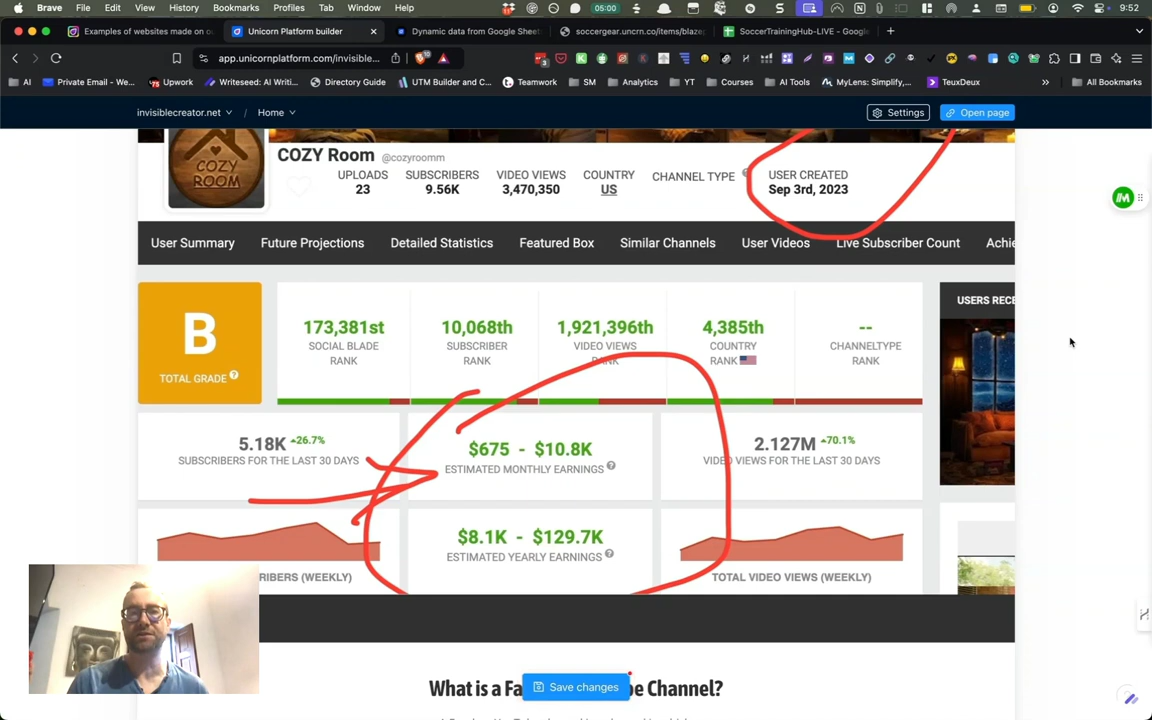 Brave File Edit View History Bookmarks Profiles Tab Window Help 05:00 9:52
Examples of websites made on o
Unicorn Platform builder
Dynamic data from Google Sheet
soccergear.uncrn.co/items/blaze
SoccerTrainingHub-LIVE - Googl
app.unicornplatform.com/invisible...
AI
Private Email - We...
Upwork
Writeseed: AI Writi...
Directory Guide
UTM Builder and C...
Teamwork
SM
Analytics
YT
Courses
AI Tools
MyLens: Simplify,...
TeuxDeux
All Bookmarks
invisiblecreator.net / Home
Settings
Open page
COZY ROOM
COZY Room @cozyroomm
UPLOADS
23
SUBSCRIBERS
9.56K
VIDEO VIEWS
3,470,350
COUNTRY
US
CHANNEL TYPE
USER CREATED
Sep 3rd, 2023
User Summary Future Projections Detailed Statistics Featured Box Similar Channels User Videos Live Subscriber Count Achie
B
TOTAL GRADE
173,381st
SOCIAL BLADE
RANK
10,068th
SUBSCRIBER
RANK
1,921,396th
VIDEO VIEWS
RANK
4,385th
COUNTRY
RANK
--
CHANNELTYPE
RANK
USERS RECE
5.18K 26.7%
SUBSCRIBERS FOR THE LAST 30 DAYS
$675 - $10.8K
ESTIMATED MONTHLY EARNINGS
2.127M 70.1%
VIDEO VIEWS FOR THE LAST 30 DAYS
$8.1K - $129.7K
ESTIMATED YEARLY EARNINGS
RIBERS (WEEKLY)
TOTAL VIDEO VIEWS (WEEKLY)
What is a Fa
be Channel?
Save changes